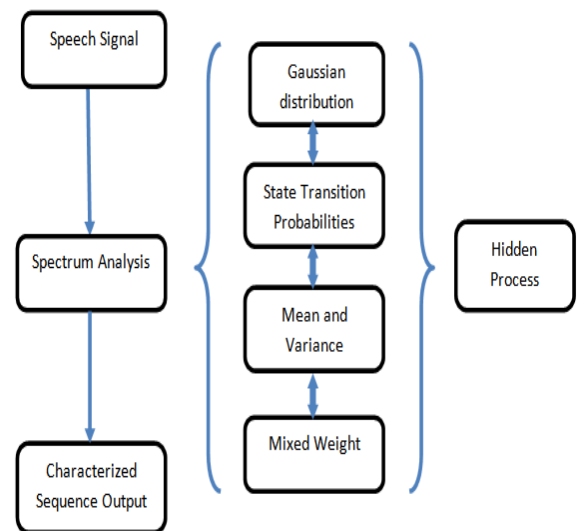 Speech Signal
Spectrum Analysis
Characterized
Sequence Output
Gaussian
distribution
State Transition
Probabilities
Mean and
Variance
Mixed Weight
Hidden
Process